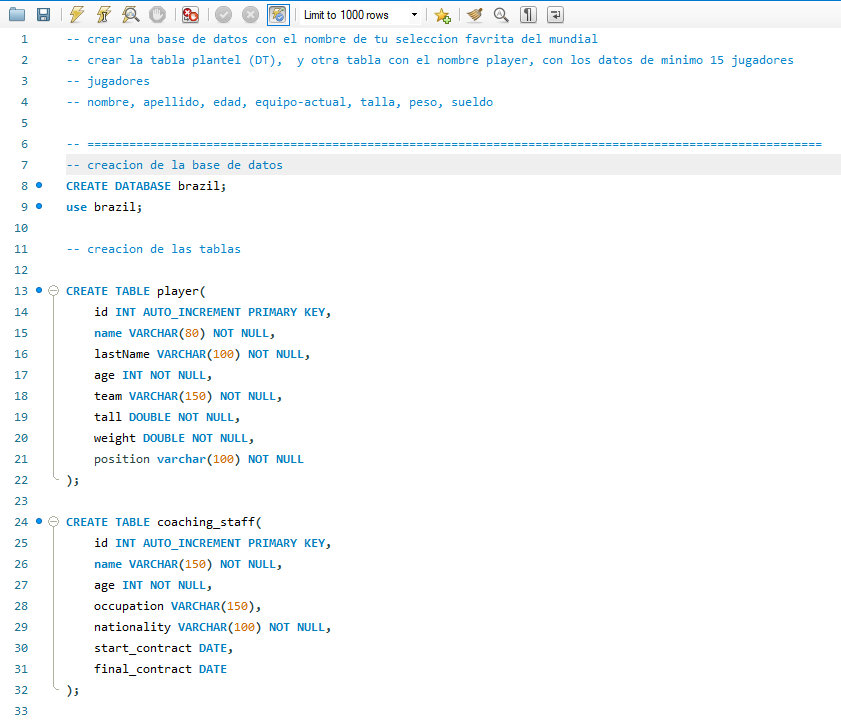 Limit to 1000 rows
1 -- crear una base de datos con el nombre de tu seleccion favrita del mundial
2 -- crear la tabla plantel (DT),  y otra tabla con el nombre player, con los datos de minimo 15 jugadores
3 -- jugadores
4 -- nombre, apellido, edad, equipo-actual, talla, peso, sueldo
5
6 -- =========================================================================================================
7 -- creacion de la base de datos
8 CREATE DATABASE brazil;
9 use brazil;
10
11 -- creacion de las tablas
12
13 CREATE TABLE player(
14     id INT AUTO_INCREMENT PRIMARY KEY,
15     name VARCHAR(80) NOT NULL,
16     lastName VARCHAR(100) NOT NULL,
17     age INT NOT NULL,
18     team VARCHAR(150) NOT NULL,
19     tall DOUBLE NOT NULL,
20     weight DOUBLE NOT NULL,
21     position varchar(100) NOT NULL
22 );
23
24 CREATE TABLE coaching_staff(
25     id INT AUTO_INCREMENT PRIMARY KEY,
26     name VARCHAR(150) NOT NULL,
27     age INT NOT NULL,
28     occupation VARCHAR(150),
29     nationality VARCHAR(100) NOT NULL,
30     start_contract DATE,
31     final_contract DATE
32 );
33